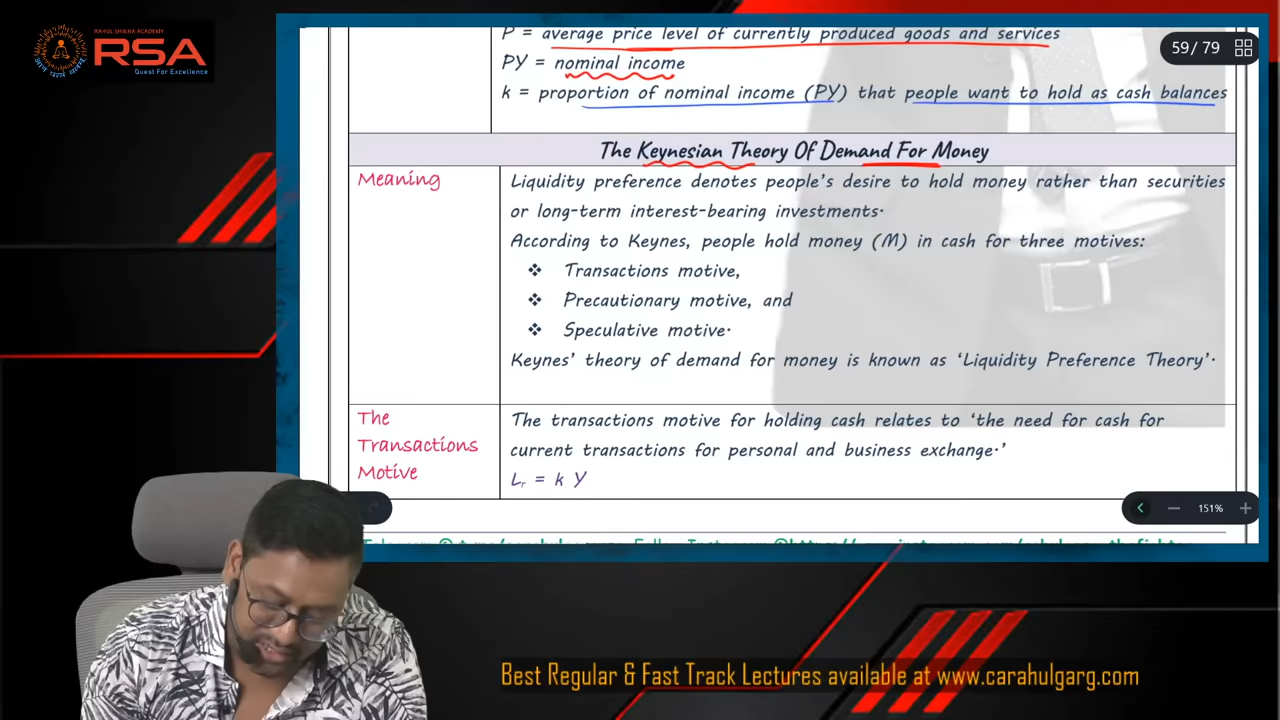 RAHUL SHIKHA ACADEMY
RSA
Quest For Excellence
P = average price level of currently produced goods and services
PY = nominal income
k = proportion of nominal income (PY) that people want to hold as cash balances
59 / 79
The Keynesian Theory Of Demand For Money
Meaning
Liquidity preference denotes people's desire to hold money rather than securities
or long-term interest-bearing investments.
According to Keynes, people hold money (M) in cash for three motives:
❖ Transactions motive,
❖ Precautionary motive, and
❖ Speculative motive.
Keynes' theory of demand for money is known as 'Liquidity Preference Theory'.
The
Transactions
Motive
The transactions motive for holding cash relates to 'the need for cash for
current transactions for personal and business exchange.'
Lr = k Y
151%
Best Regular & Fast Track Lectures available at www.carahulgarg.com